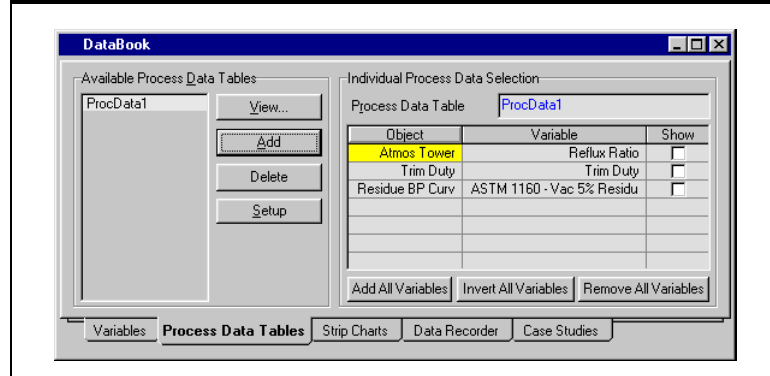 DataBook
Available Process Data Tables
ProcData1
View...
Add
Delete
Setup
Individual Process Data Selection
Process Data Table ProcData1
Object Variable Show
Atmos Tower Reflux Ratio
Trim Duty Trim Duty
Residue BP Curv ASTM 1160 - Vac 5% Residu
Add All Variables Invert All Variables Remove All Variables
Variables Process Data Tables Strip Charts Data Recorder Case Studies